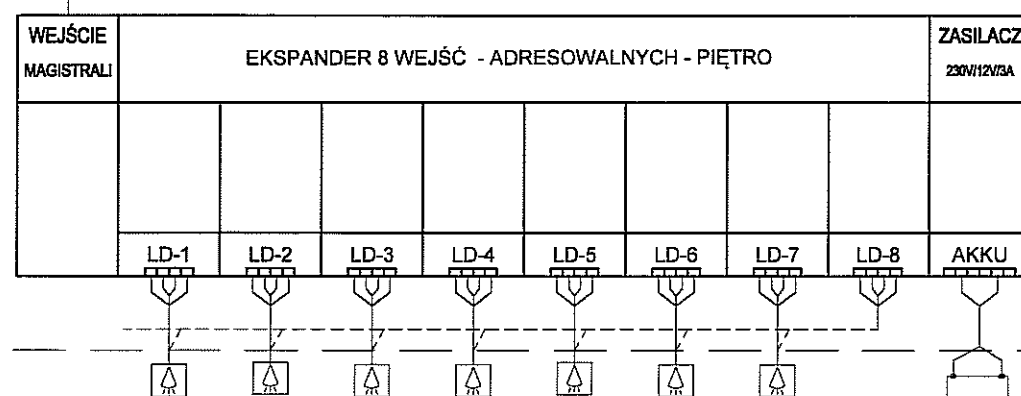 WEJŚCIE
MAGISTRALI
EKSPANDER 8 WEJŚĆ - ADRESOWALNYCH - PIĘTRO
ZASILACZ
230V/12V/3A
LD-1 LD-2 LD-3 LD-4 LD-5 LD-6 LD-7 LD-8 AKKU